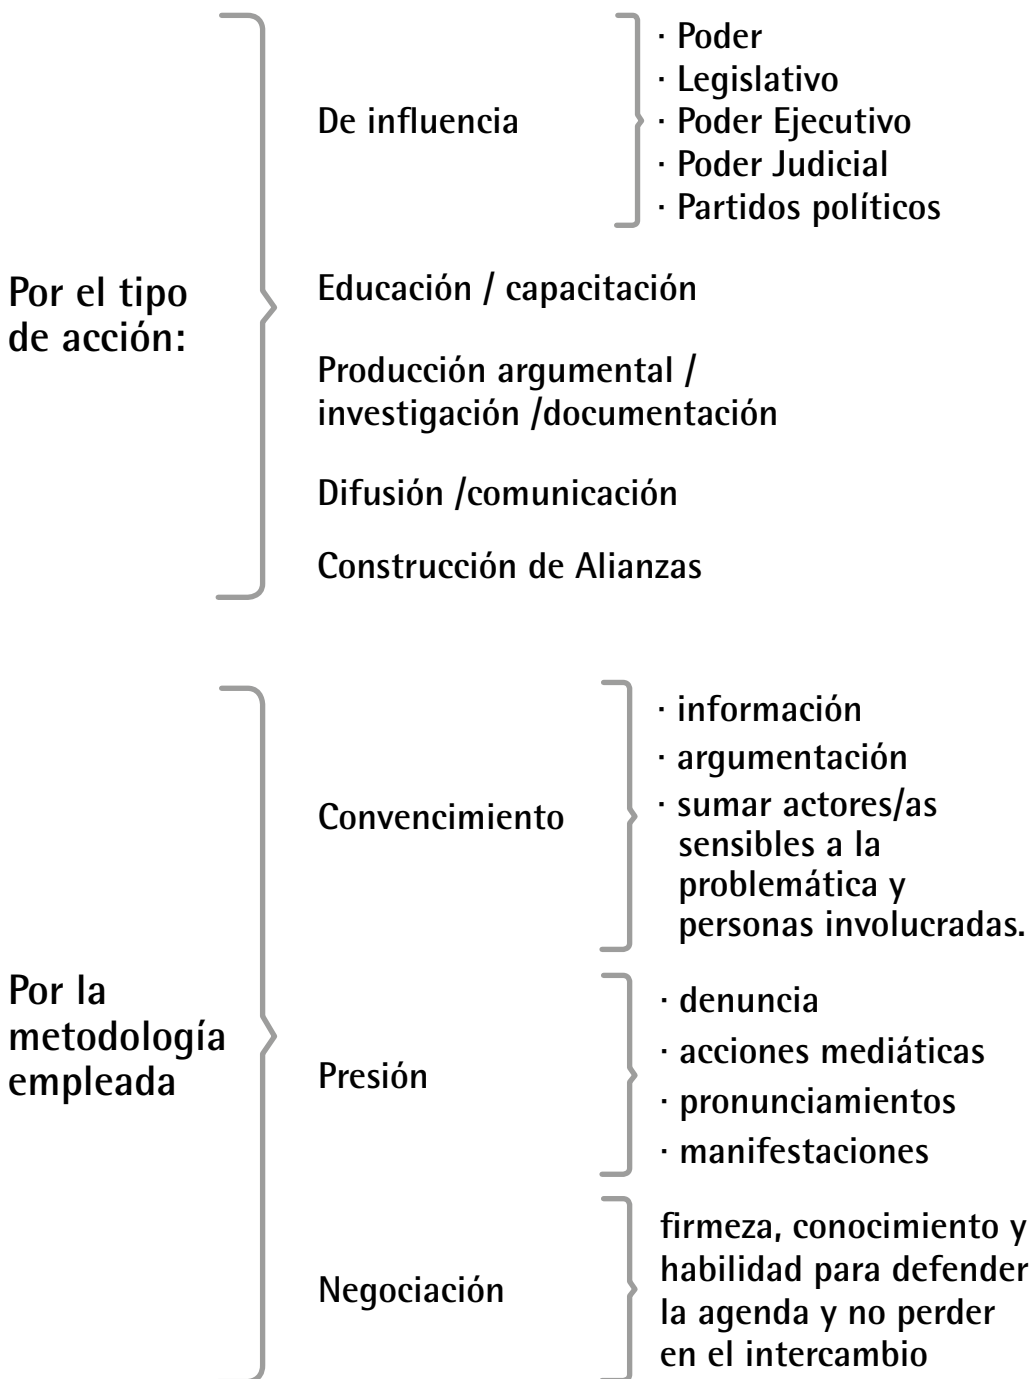 Por el tipo
de acción:
De influencia
· Poder
· Legislativo
· Poder Ejecutivo
· Poder Judicial
· Partidos políticos
Educación / capacitación
Producción argumental /
investigación /documentación
Difusión /comunicación
Construcción de Alianzas
Por la
metodología
empleada
Convencimiento
· información
· argumentación
· sumar actores/as
sensibles a la
problemática y
personas involucradas.
Presión
· denuncia
· acciones mediáticas
· pronunciamientos
· manifestaciones
Negociación
firmeza, conocimiento y
habilidad para defender
la agenda y no perder
en el intercambio